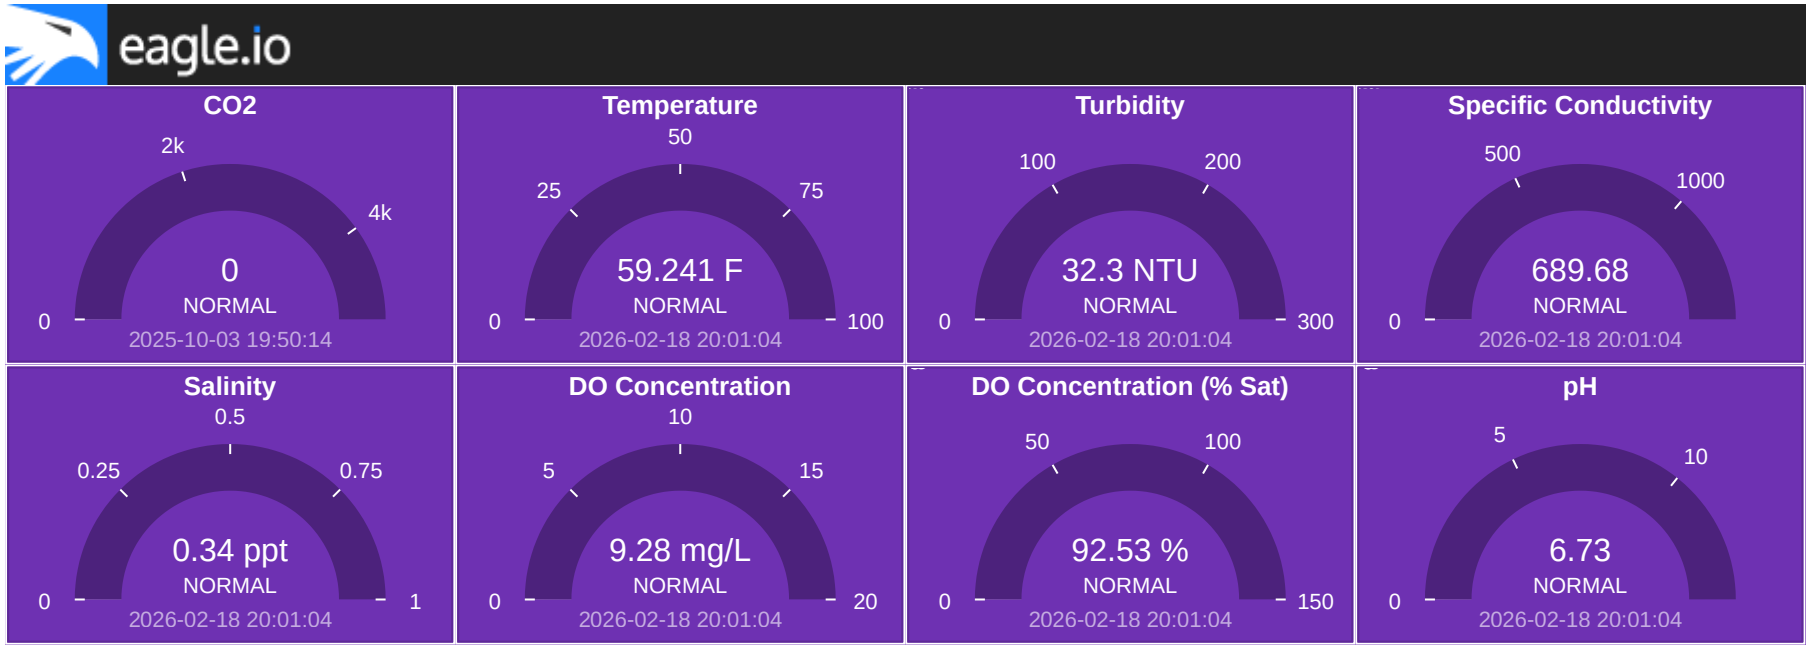 eagle.io
CO2
2k
4k
0
0
NORMAL
2025-10-03 19:50:14
Temperature
50
25
75
59.241 F
NORMAL
0
100
2026-02-18 20:01:04
Turbidity
100
200
32.3 NTU
NORMAL
0
300
2026-02-18 20:01:04
Specific Conductivity
500
1000
689.68
NORMAL
0
2026-02-18 20:01:04
Salinity
0.5
0.25
0.75
0.34 ppt
NORMAL
0
1
2026-02-18 20:01:04
DO Concentration
10
5
15
9.28 mg/L
NORMAL
0
20
2026-02-18 20:01:04
DO Concentration (% Sat)
50
100
92.53 %
NORMAL
0
150
2026-02-18 20:01:04
pH
5
10
6.73
NORMAL
0
2026-02-18 20:01:04